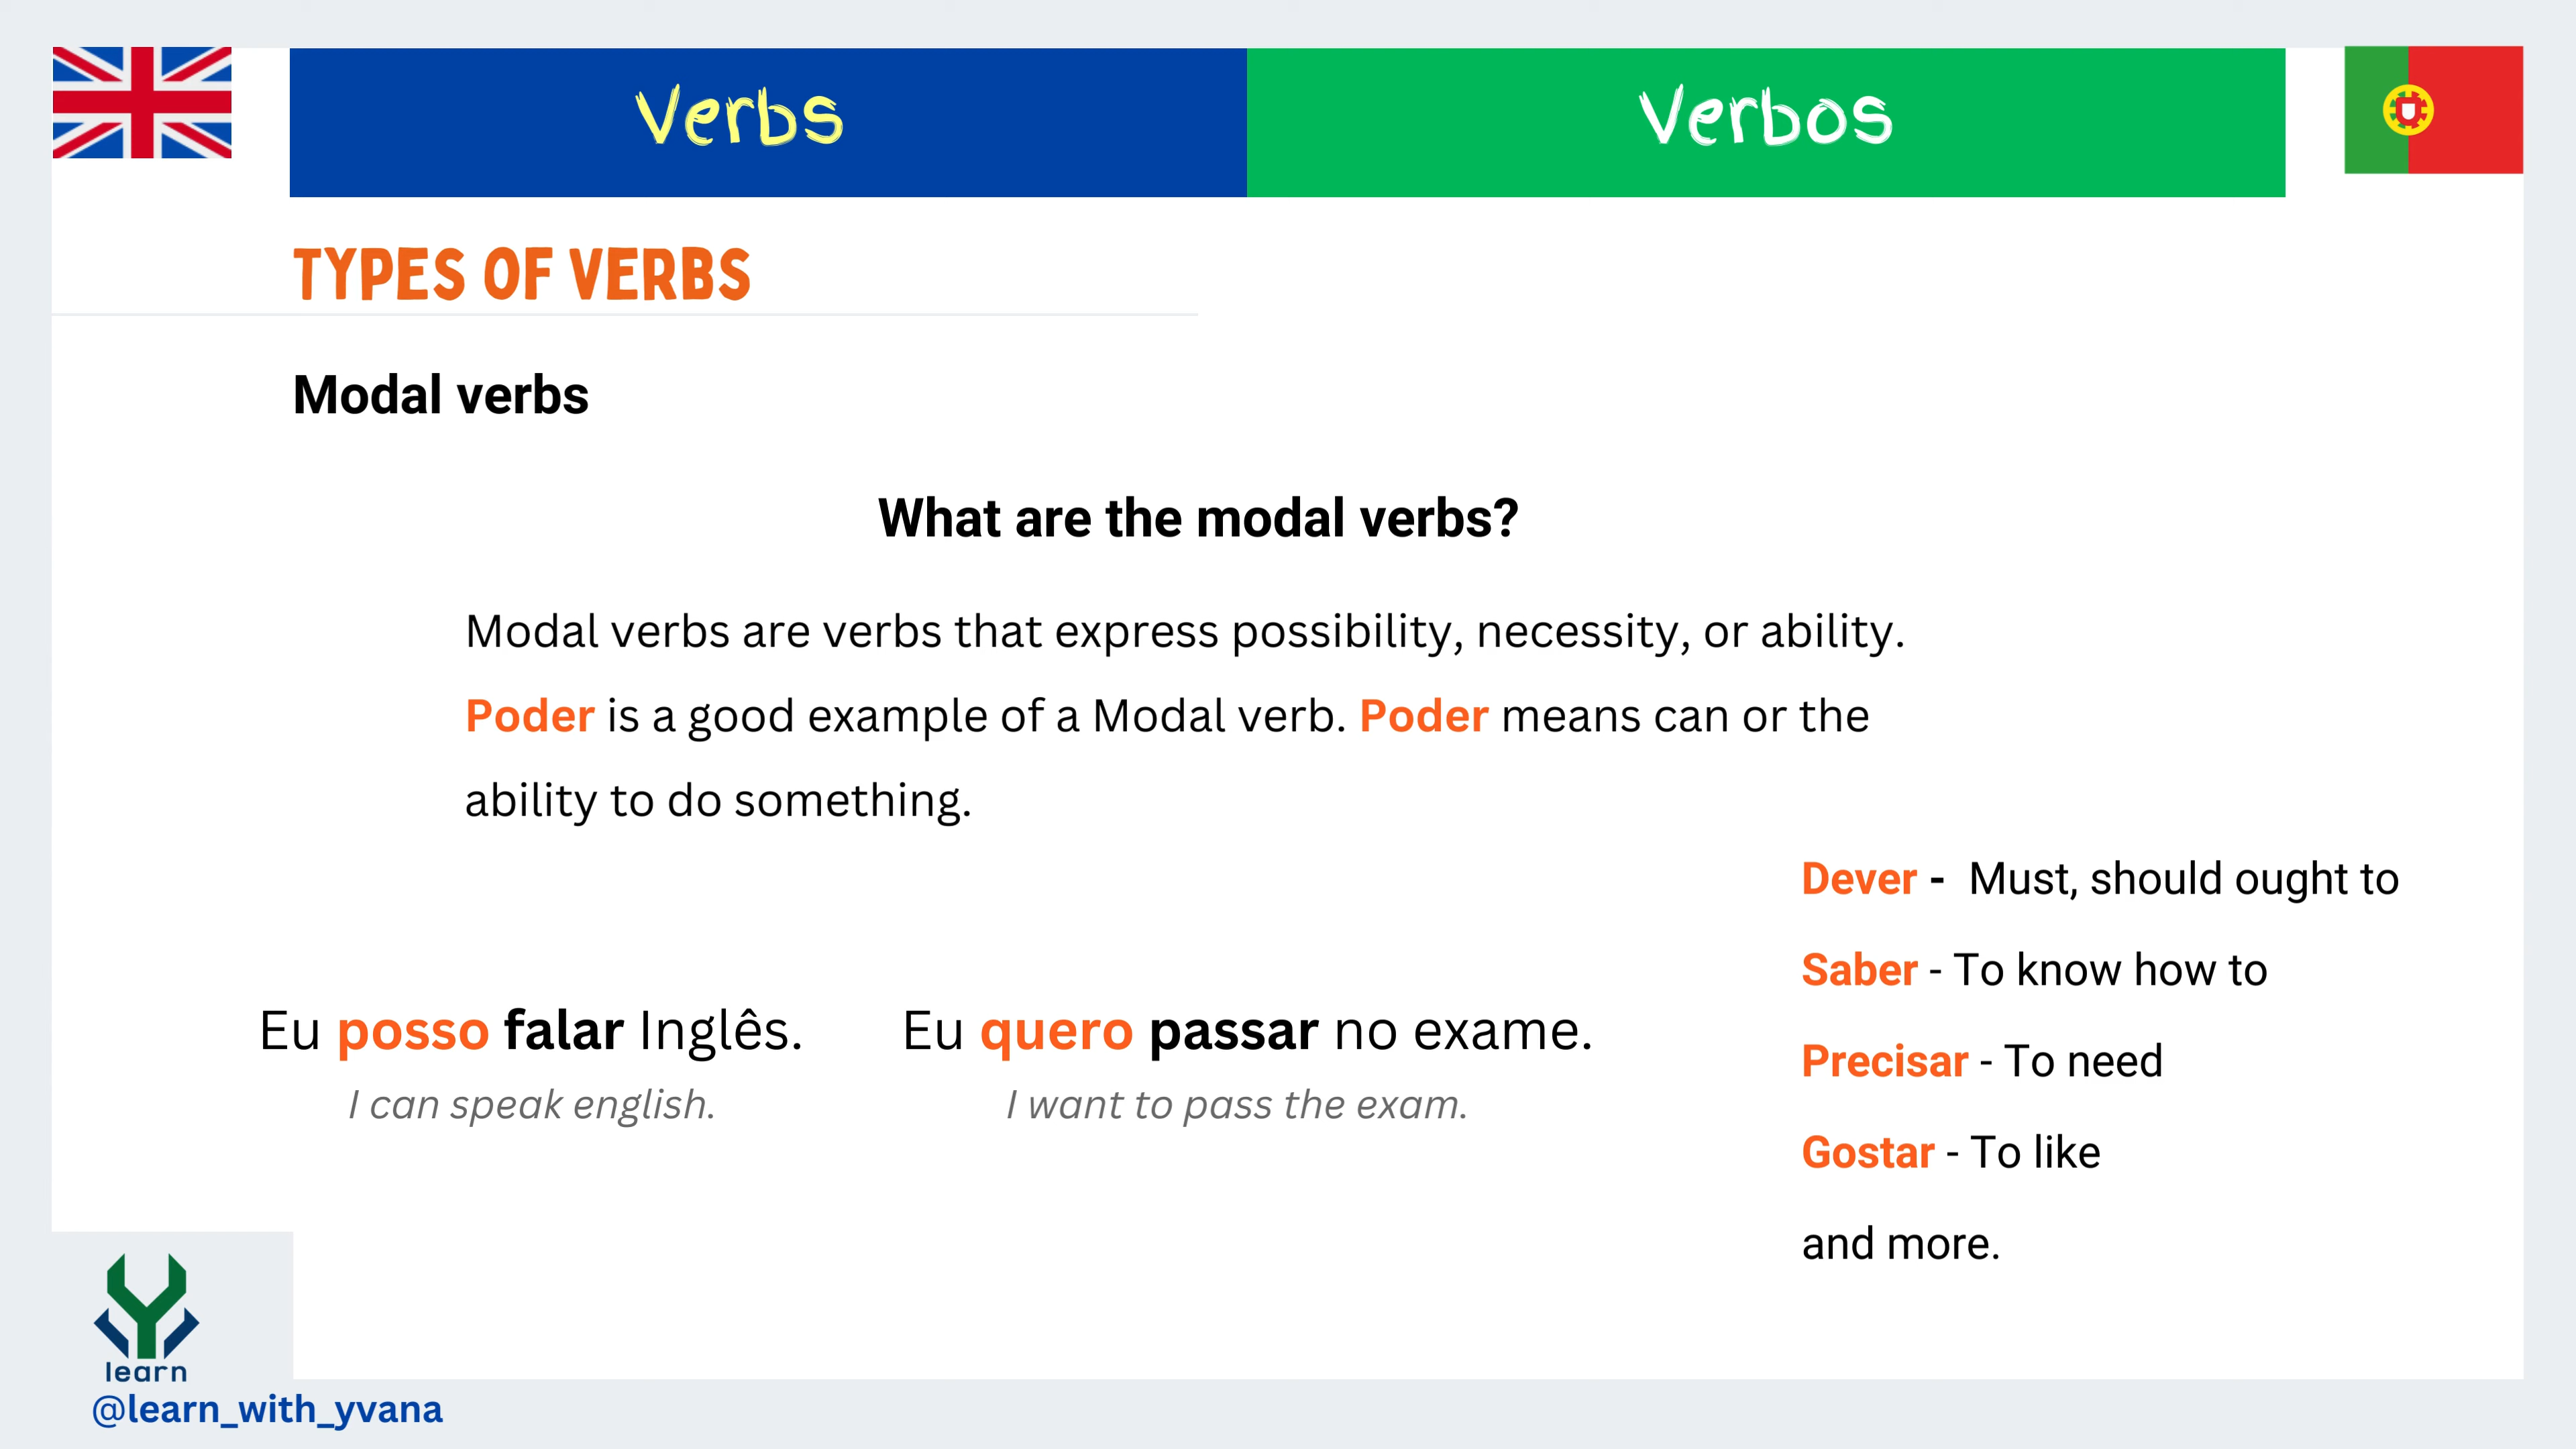 Verbs
Verbos
TYPES OF VERBS
Modal verbs
What are the modal verbs?
Modal verbs are verbs that express possibility, necessity, or ability.
Poder is a good example of a Modal verb. Poder means can or the
ability to do something.
Eu posso falar Inglês.
I can speak english.
Eu quero passar no exame.
I want to pass the exam.
Dever - Must, should ought to
Saber - To know how to
Precisar - To need
Gostar - To like
and more.
learn
@learn_with_yvana